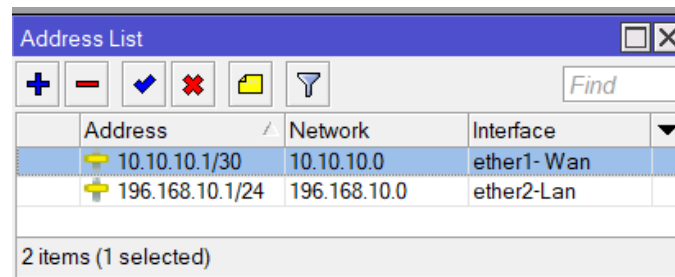 Address List
Find
Address Network Interface
10.10.10.1/30 10.10.10.0 ether1- Wan
196.168.10.1/24 196.168.10.0 ether2-Lan
2 items (1 selected)